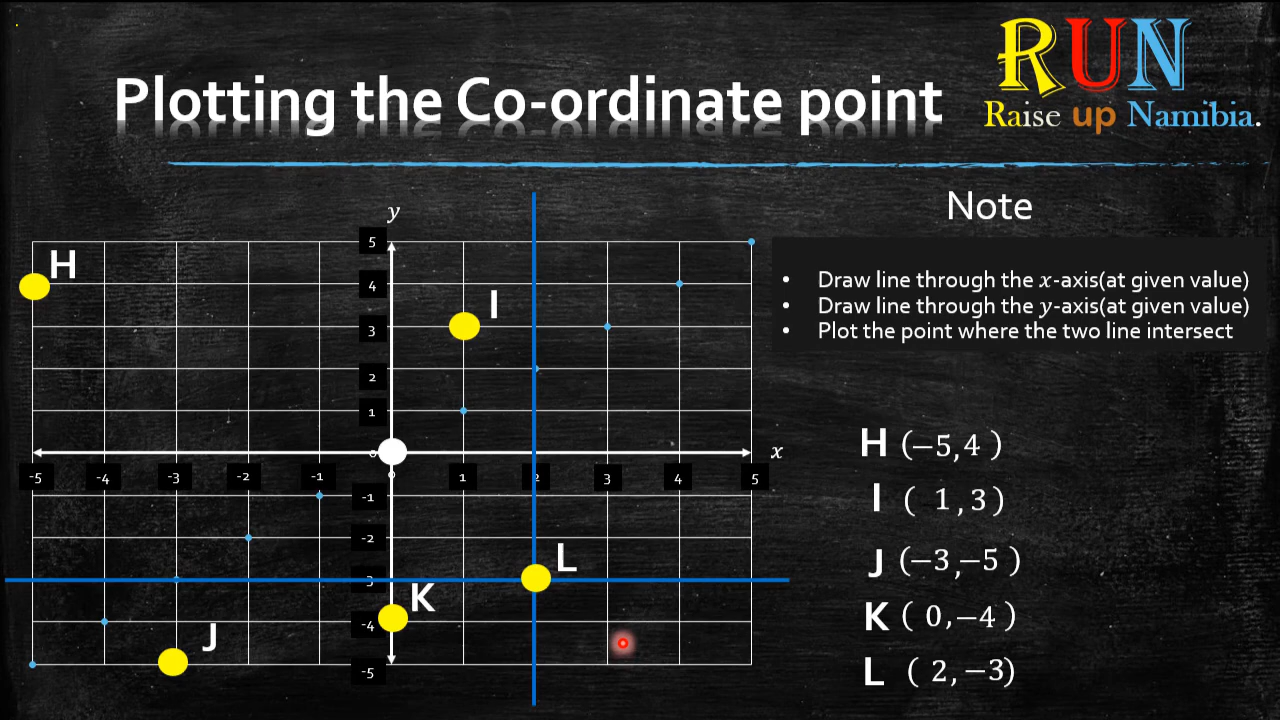 RUN
Raise up Namibia.
Plotting the Co-ordinate point
Note
• Draw line through the x-axis(at given value)
• Draw line through the y-axis(at given value)
• Plot the point where the two line intersect
y
5
H
4
I
3
2
1
0
x
-5 -4 -3 -2 -1 0 1 2 3 4 5
-1
-2
L
-3
K
-4
J
-5
H (−5,4 )
I ( 1,3 )
J (−3,−5 )
K ( 0,−4 )
L ( 2,−3)